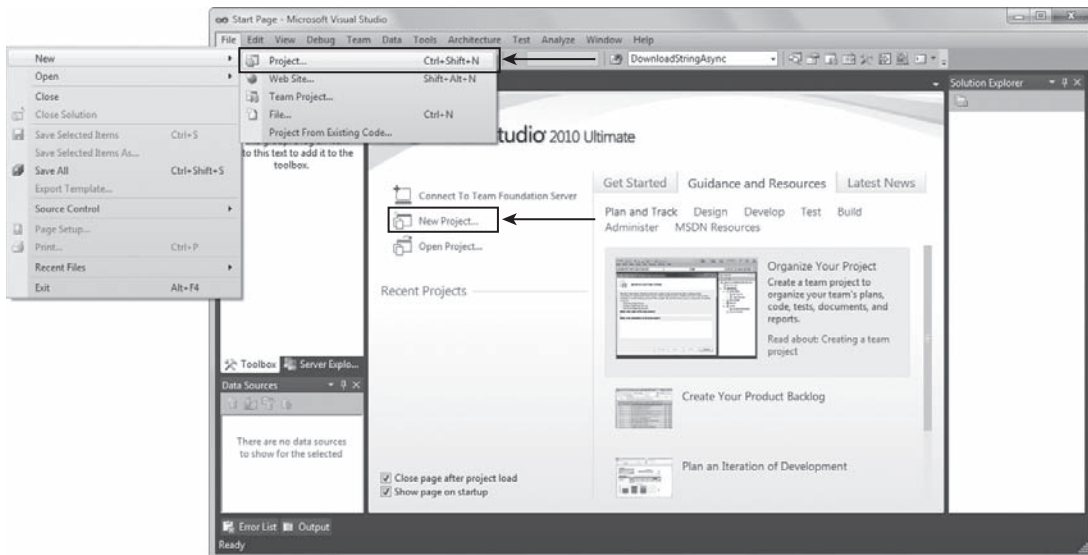 Start Page - Microsoft Visual Studio
File Edit View Debug Team Data Tools Architecture Test Analyze Window Help
DownloadStringAsync
New
Open
Close
Close Solution
Save Selected Items Ctrl+S
Save Selected Items As...
Save All Ctrl+Shift+S
Export Template...
Source Control
Page Setup...
Print... Ctrl+P
Recent Files
Exit Alt+F4
Project... Ctrl+Shift+N
Web Site... Shift+Alt+N
Team Project...
File... Ctrl+N
Project From Existing Code...
to this text to add it to the
toolbox.
Toolbox Server Explo...
Data Sources
There are no data sources
to show for the selected
tudio 2010 Ultimate
Connect To Team Foundation Server
New Project...
Open Project...
Recent Projects
Close page after project load
Show page on startup
Get Started Guidance and Resources Latest News
Plan and Track Design Develop Test Build
Administer MSDN Resources
Organize Your Project
Create a team project to
organize your team's plans,
code, tests, documents, and
reports.
Read about: Creating a team
project
Create Your Product Backlog
Plan an Iteration of Development
Solution Explorer
Error List Output
Ready